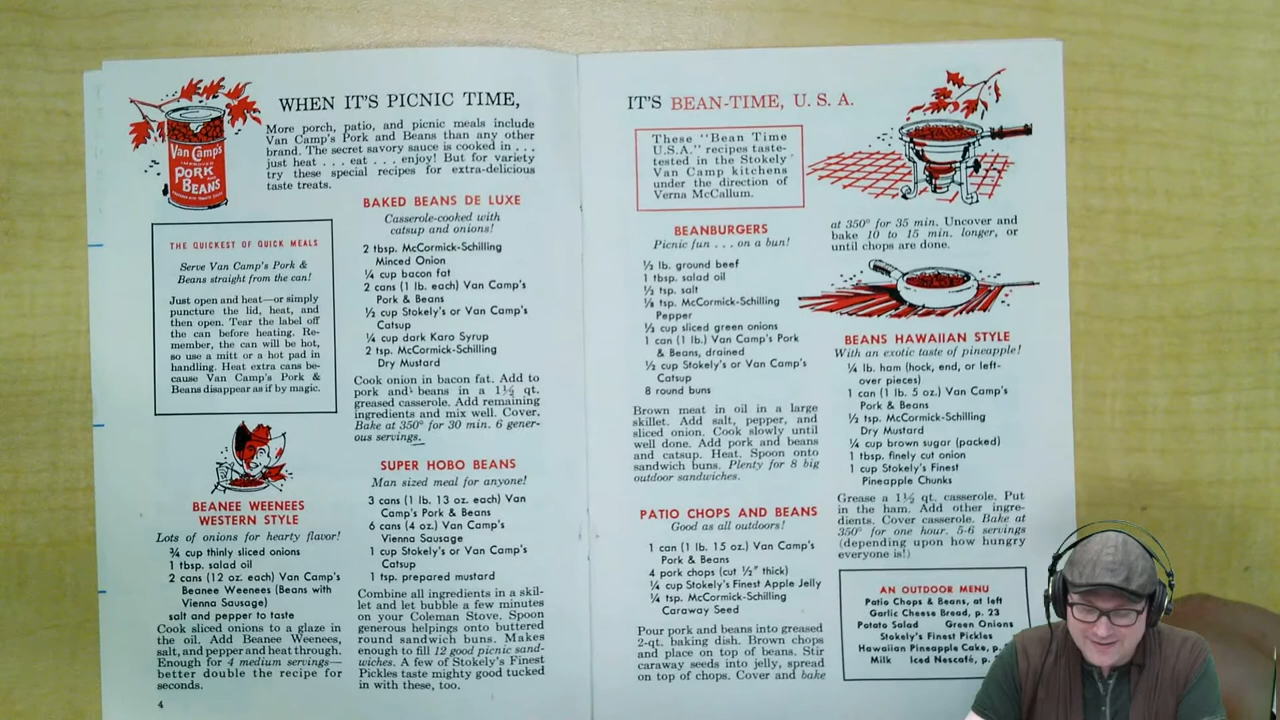 WHEN IT'S PICNIC TIME,
Van Camp's
IMPROVED
PORK
AND
BEANS
More porch, patio, and picnic meals include
Van Camp's Pork and Beans than any other
brand. The secret savory sauce is cooked in . . .
just heat . . . eat . . . enjoy! But for variety
try these special recipes for extra-delicious
taste treats.
THE QUICKEST OF QUICK MEALS
Serve Van Camp's Pork &
Beans straight from the can!
Just open and heat—or simply
puncture the lid, heat, and
then open. Tear the label off
the can before heating. Re-
member, the can will be hot,
so use a mitt or a hot pad in
handling. Heat extra cans be-
cause Van Camp's Pork &
Beans disappear as if by magic.
BEANEE WEENEES
WESTERN STYLE
Lots of onions for hearty flavor!
¾ cup thinly sliced onions
1 tbsp. salad oil
2 cans (12 oz. each) Van Camp's
Beanee Weenees (Beans with
Vienna Sausage)
salt and pepper to taste
Cook sliced onions to a glaze in
the oil. Add Beanee Weenees,
salt, and pepper and heat through.
Enough for 4 medium servings—
better double the recipe for
seconds.
4
BAKED BEANS DE LUXE
Casserole-cooked with
catsup and onions!
2 tbsp. McCormick-Schilling
Minced Onion
¼ cup bacon fat
2 cans (1 lb. each) Van Camp's
Pork & Beans
½ cup Stokely's or Van Camp's
Catsup
¼ cup dark Karo Syrup
2 tsp. McCormick-Schilling
Dry Mustard
Cook onion in bacon fat. Add to
pork and beans in a 1½ qt.
greased casserole. Add remaining
ingredients and mix well. Cover.
Bake at 350° for 30 min. 6 gener-
ous servings.
SUPER HOBO BEANS
Man sized meal for anyone!
3 cans (1 lb. 13 oz. each) Van
Camp's Pork & Beans
6 cans (4 oz.) Van Camp's
Vienna Sausage
1 cup Stokely's or Van Camp's
Catsup
1 tsp. prepared mustard
Combine all ingredients in a skil-
let and let bubble a few minutes
on your Coleman Stove. Spoon
generous helpings onto buttered
round sandwich buns. Makes
enough to fill 12 good picnic sand-
wiches. A few of Stokely's Finest
Pickles taste mighty good tucked
in with these, too.
IT'S BEAN-TIME, U. S. A.
These "Bean Time
U.S.A." recipes taste-
tested in the Stokely
Van Camp kitchens
under the direction of
Verna McCallum.
BEANBURGERS
Picnic fun . . . on a bun!
½ lb. ground beef
1 tbsp. salad oil
½ tsp. salt
⅛ tsp. McCormick-Schilling
Pepper
⅓ cup sliced green onions
1 can (1 lb.) Van Camp's Pork
& Beans, drained
½ cup Stokely's or Van Camp's
Catsup
8 round buns
Brown meat in oil in a large
skillet. Add salt, pepper, and
sliced onion. Cook slowly until
well done. Add pork and beans
and catsup. Heat. Spoon onto
sandwich buns. Plenty for 8 big
outdoor sandwiches.
PATIO CHOPS AND BEANS
Good as all outdoors!
1 can (1 lb. 15 oz.) Van Camp's
Pork & Beans
4 pork chops (cut ½" thick)
¼ cup Stokely's Finest Apple Jelly
¼ tsp. McCormick-Schilling
Caraway Seed
Pour pork and beans into greased
2-qt. baking dish. Brown chops
and place on top of beans. Stir
caraway seeds into jelly, spread
on top of chops. Cover and bake
at 350° for 35 min. Uncover and
bake 10 to 15 min. longer, or
until chops are done.
BEANS HAWAIIAN STYLE
With an exotic taste of pineapple!
¼ lb. ham (hock, end, or left-
over pieces)
1 can (1 lb. 5 oz.) Van Camp's
Pork & Beans
½ tsp. McCormick-Schilling
Dry Mustard
¼ cup brown sugar (packed)
1 tbsp. finely cut onion
1 cup Stokely's Finest
Pineapple Chunks
Grease a 1½ qt. casserole. Put
in the ham. Add other ingre-
dients. Cover casserole. Bake at
350° for one hour. 5-6 servings
(depending upon how hungry
everyone is!)
AN OUTDOOR MENU
Patio Chops & Beans, at left
Garlic Cheese Bread, p. 23
Potato Salad Green Onions
Stokely's Finest Pickles
Hawaiian Pineapple Cake, p.
Milk Iced Nescafé, p.